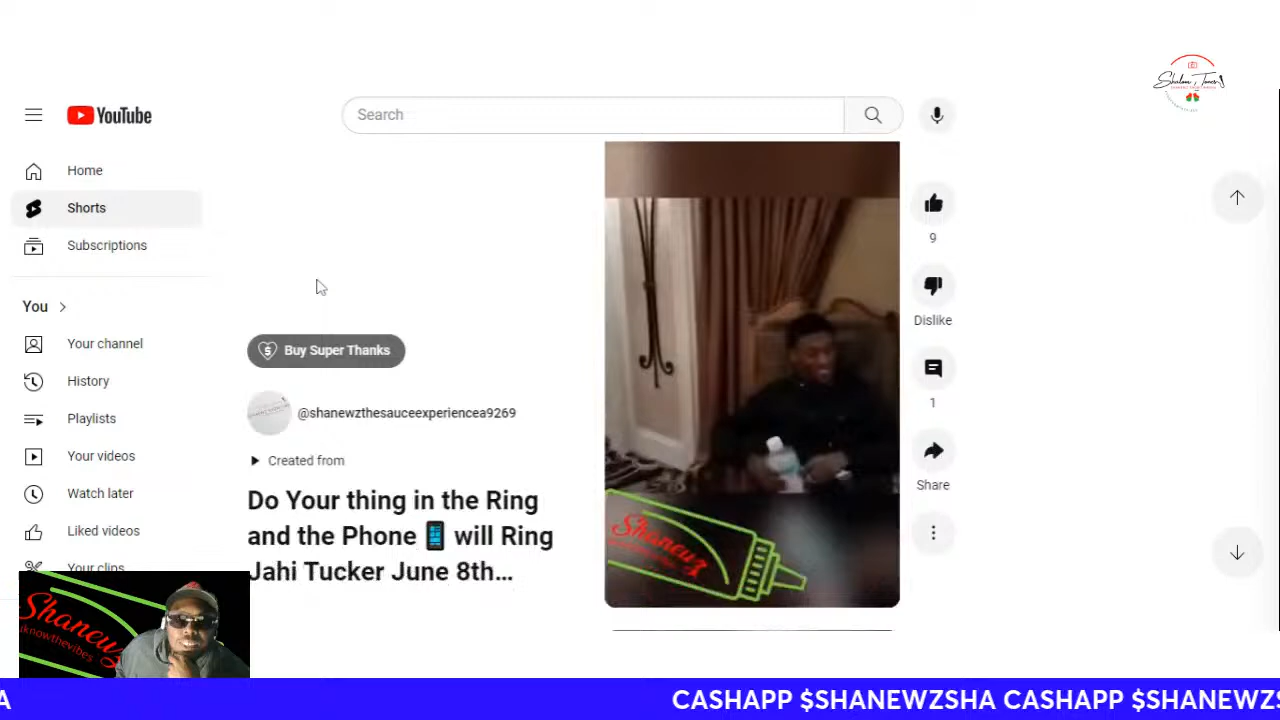 YouTube
Search
Home
Shorts
Subscriptions
You
Your channel
History
Playlists
Your videos
Watch later
Liked videos
Your clips
Buy Super Thanks
@shanewzthesauceexperiencea9269
Created from
Do Your thing in the Ring
and the Phone 📱 will Ring
Jahi Tucker June 8th...
9
Dislike
1
Share
Shanewz
Shanewz
iknowthevibes
A CASHAPP $SHANEWZSHA CASHAPP $SHANEWZS